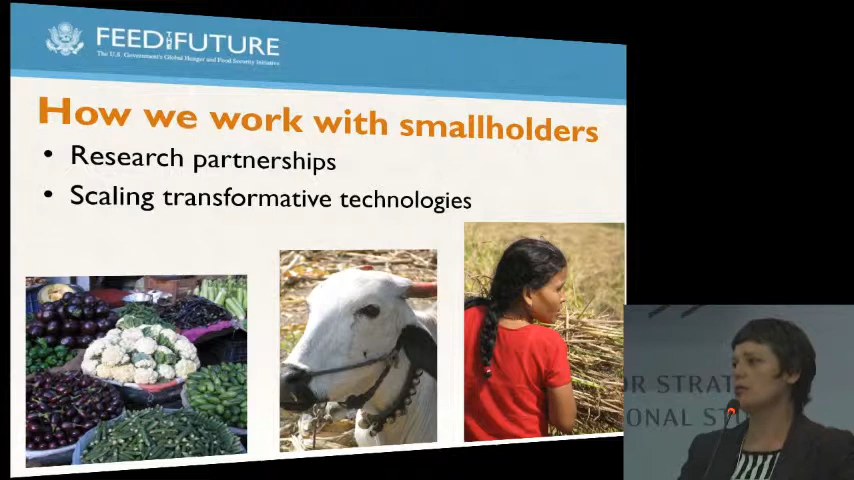 FEED THE FUTURE
The U.S. Government's Global Hunger and Food Security Initiative
How we work with smallholders
• Research partnerships
• Scaling transformative technologies
OR STRAT
ONAL ST